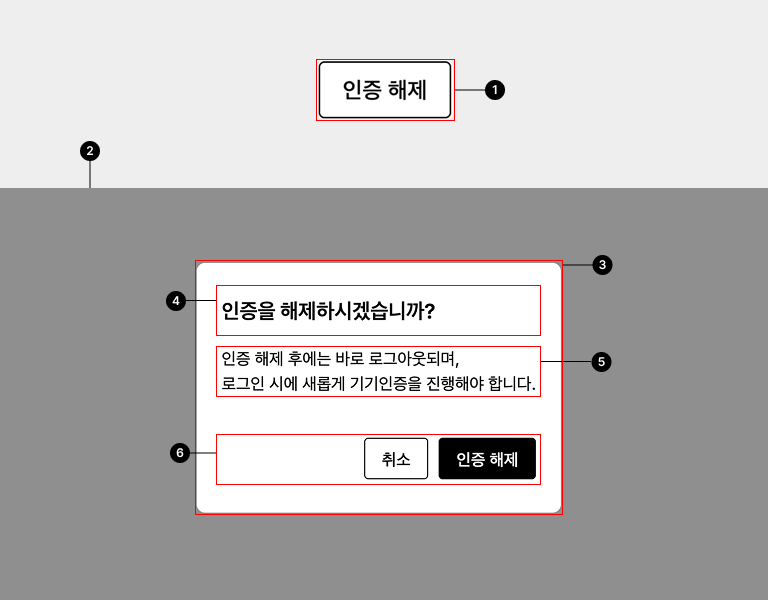 인증 해제
1
2
3
4
인증을 해제하시겠습니까?
인증 해제 후에는 바로 로그아웃되며,
5
로그인 시에 새롭게 기기인증을 진행해야 합니다.
6
취소
인증 해제